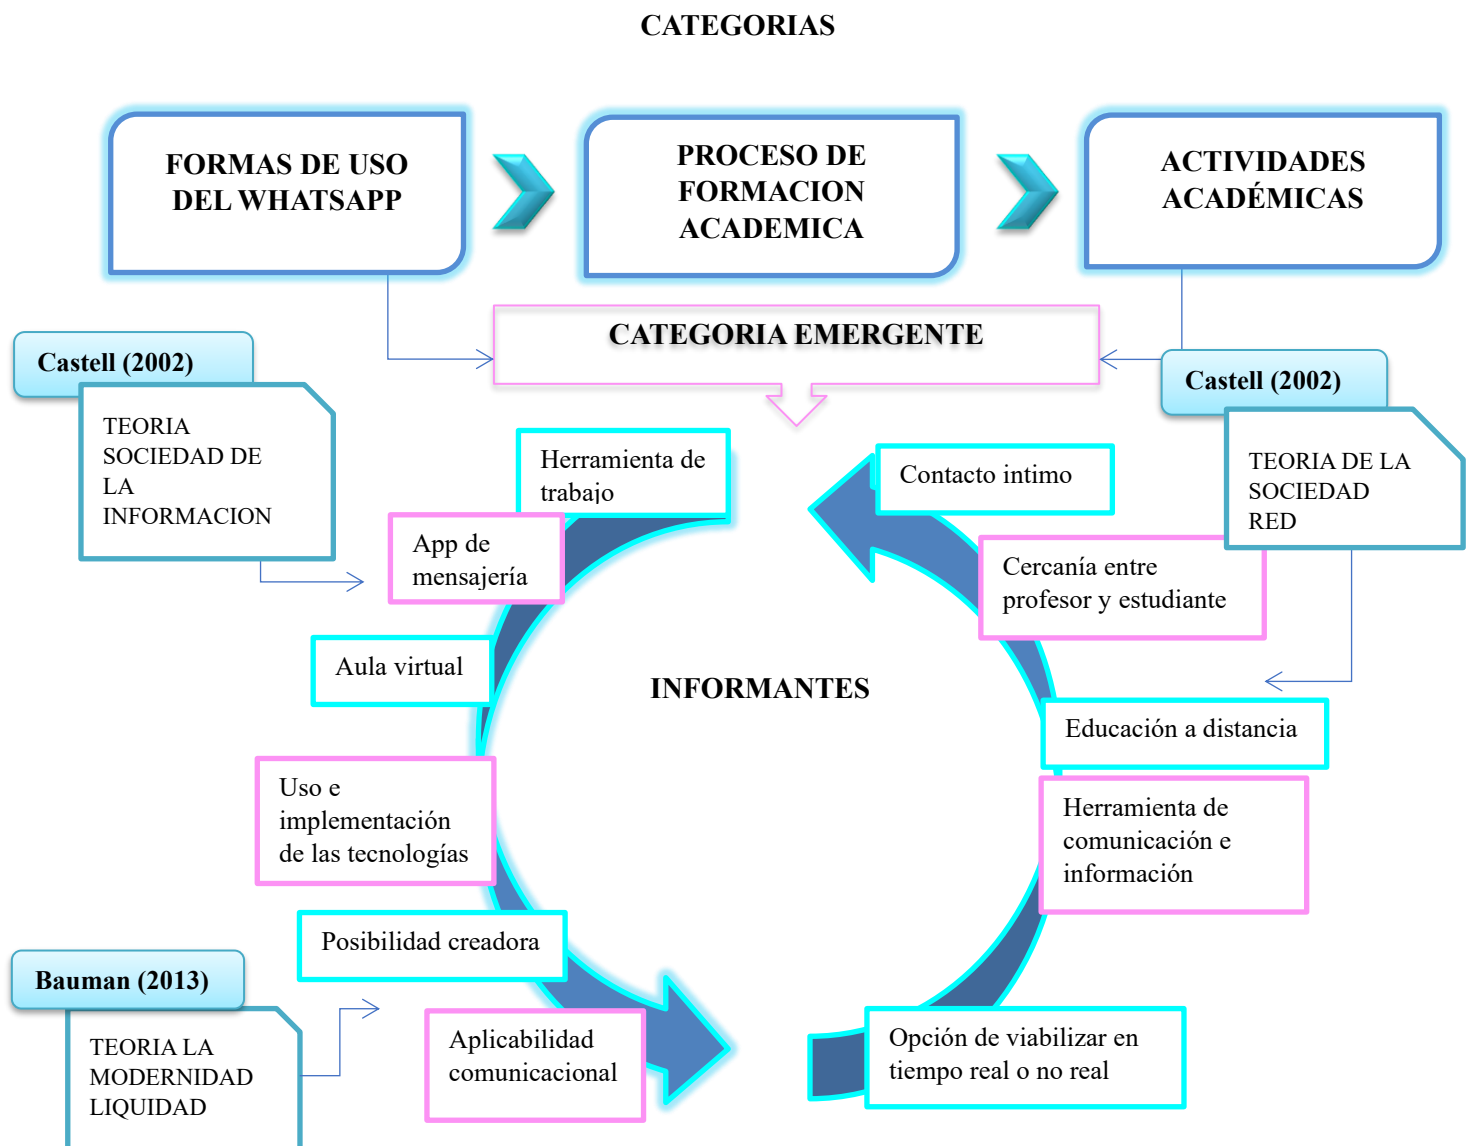 CATEGORIAS
FORMAS DE USO
DEL WHATSAPP
PROCESO DE
FORMACION
ACADEMICA
ACTIVIDADES
ACADÉMICAS
CATEGORIA EMERGENTE
Castell (2002)
TEORIA
SOCIEDAD DE
LA
INFORMACION
Castell (2002)
TEORIA DE LA
SOCIEDAD
RED
Herramienta de
trabajo
Contacto intimo
App de
mensajería
Cercanía entre
profesor y estudiante
Aula virtual
INFORMANTES
Educación a distancia
Uso e
implementación
de las tecnologías
Herramienta de
comunicación e
información
Posibilidad creadora
Bauman (2013)
TEORIA LA
MODERNIDAD
LIQUIDAD
Aplicabilidad
comunicacional
Opción de viabilizar en
tiempo real o no real